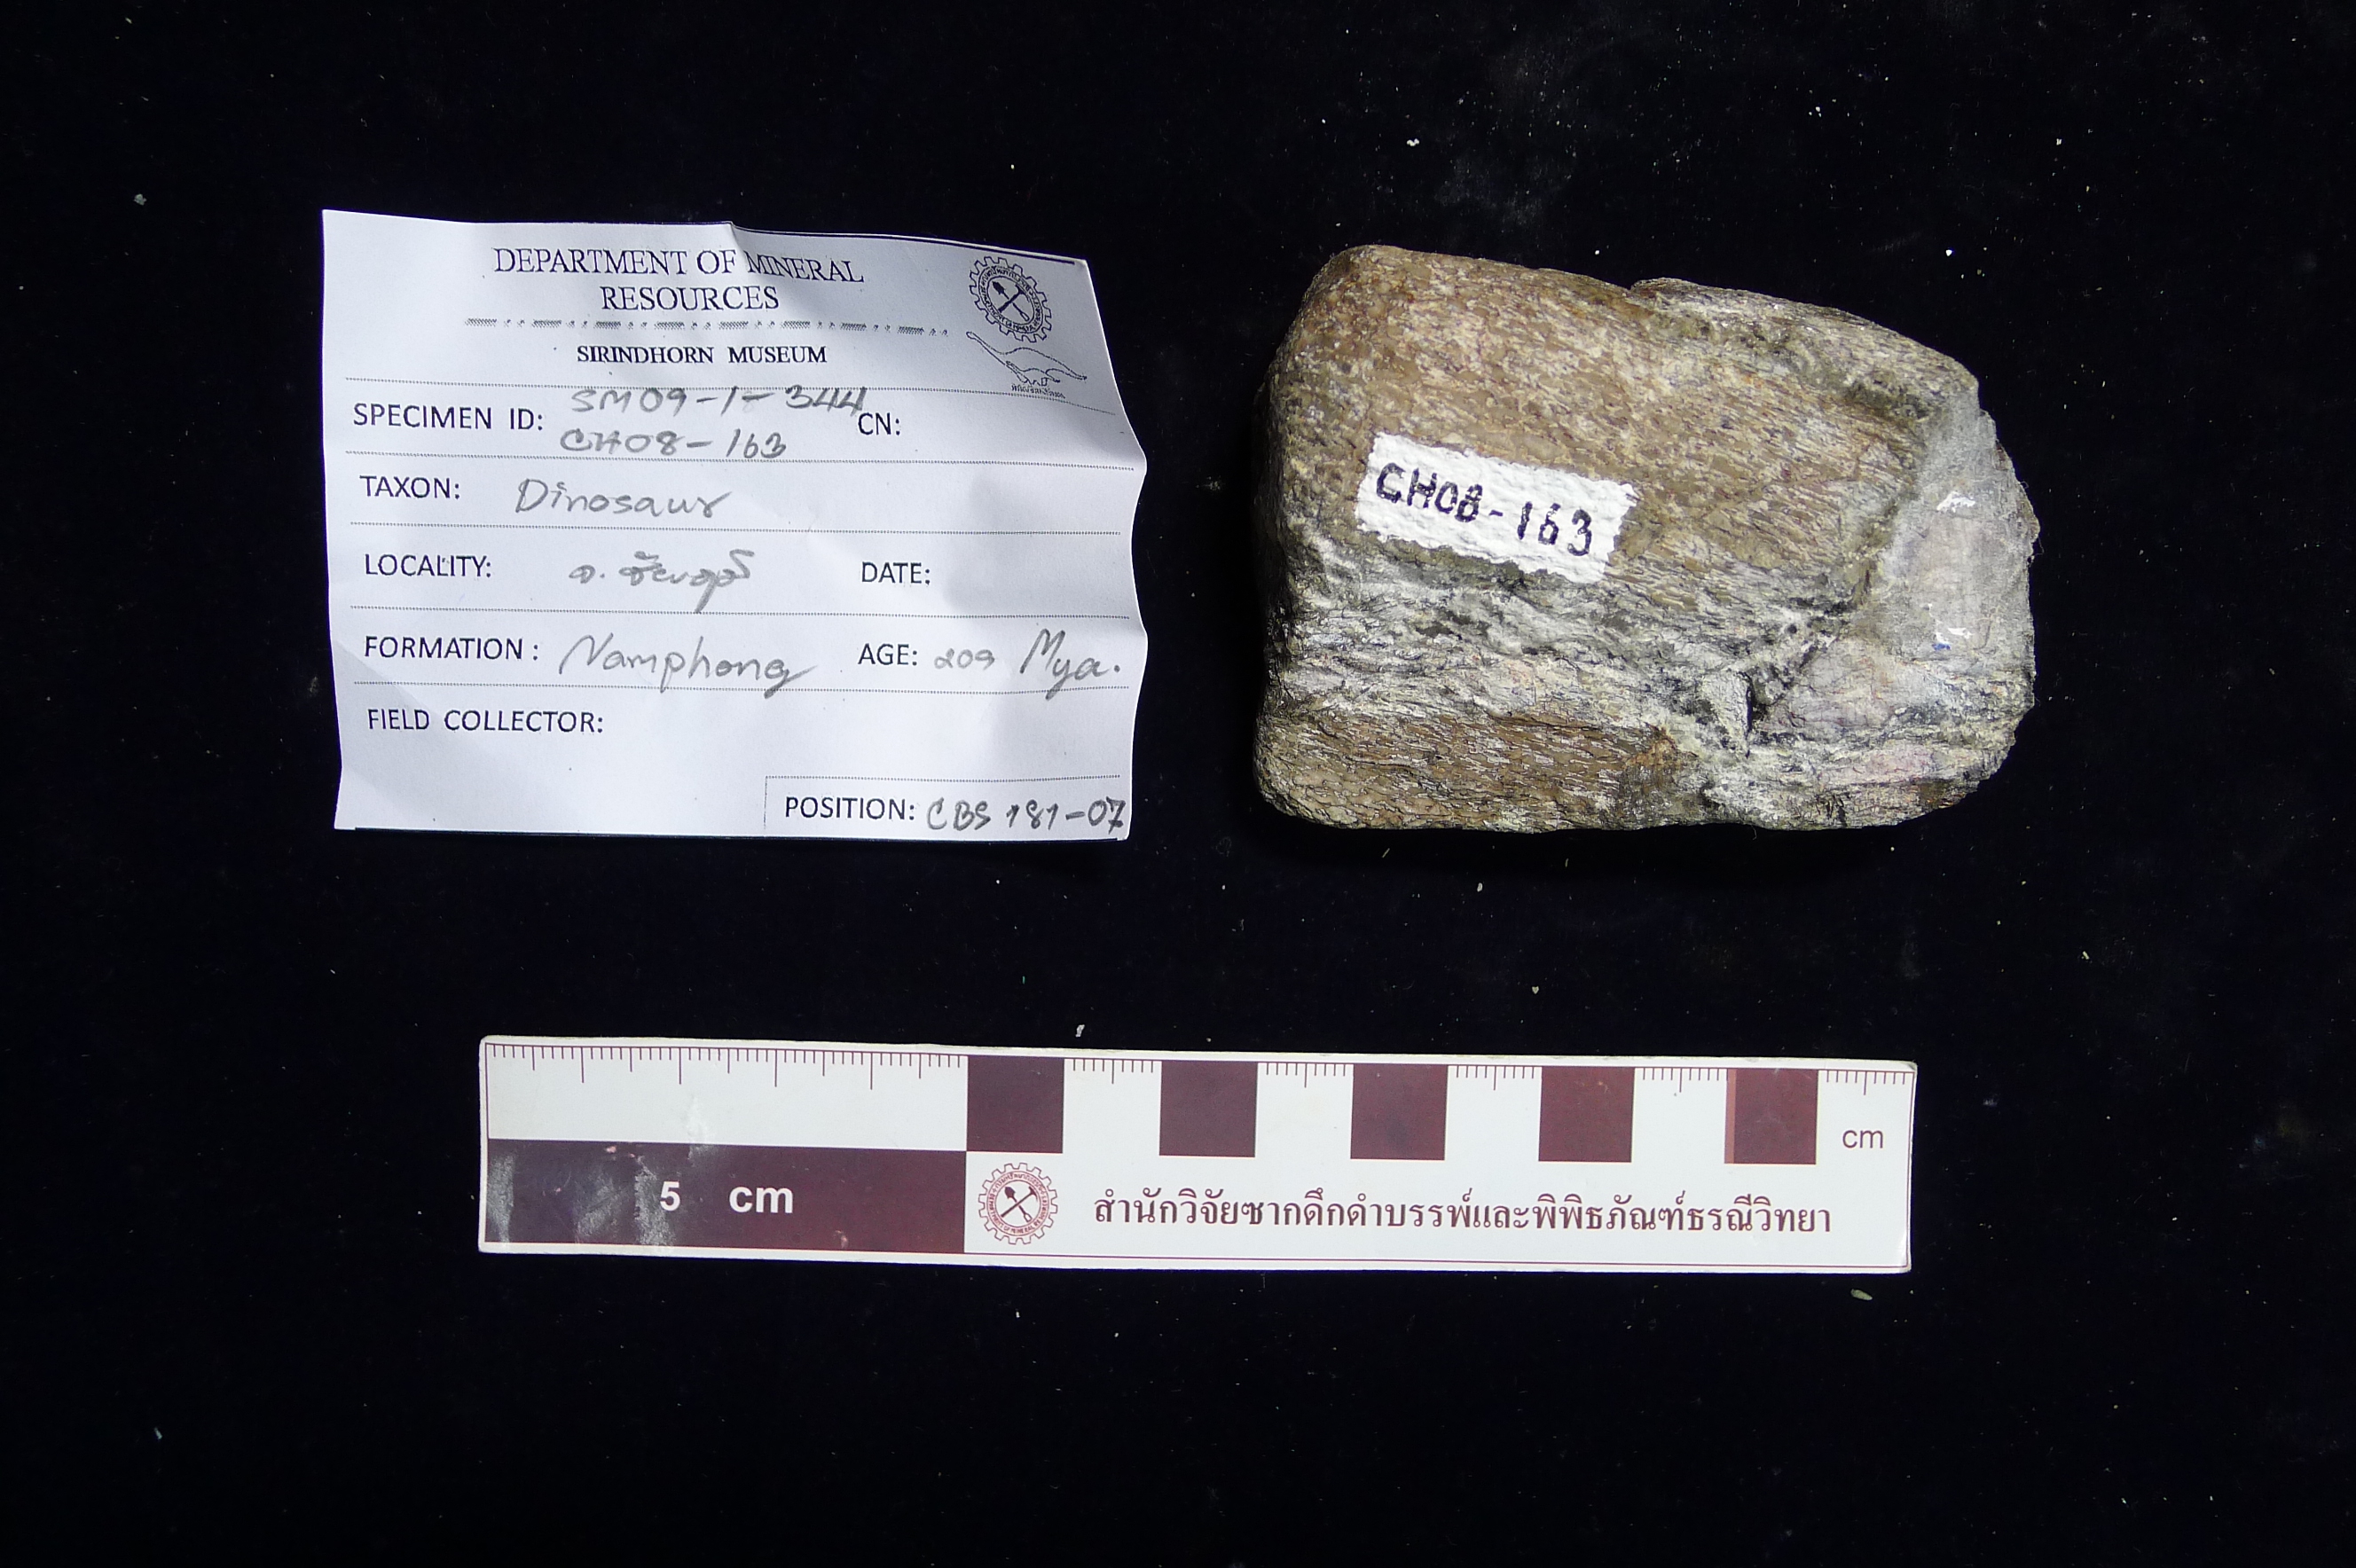 DEPARTMENT OF MINERAL
RESOURCES
SIRINDHORN MUSEUM
SPECIMEN ID: SM09-1-344 CN:
CH08-163
TAXON: Dinosaur
LOCALITY: จ. ชัยภูมิ DATE:
FORMATION: Namphong AGE: 209 Mya.
FIELD COLLECTOR:
POSITION: CBS 181-07
CH08-163
cm
5 cm
สำนักวิจัยซากดึกดำบรรพ์และพิพิธภัณฑ์ธรณีวิทยา